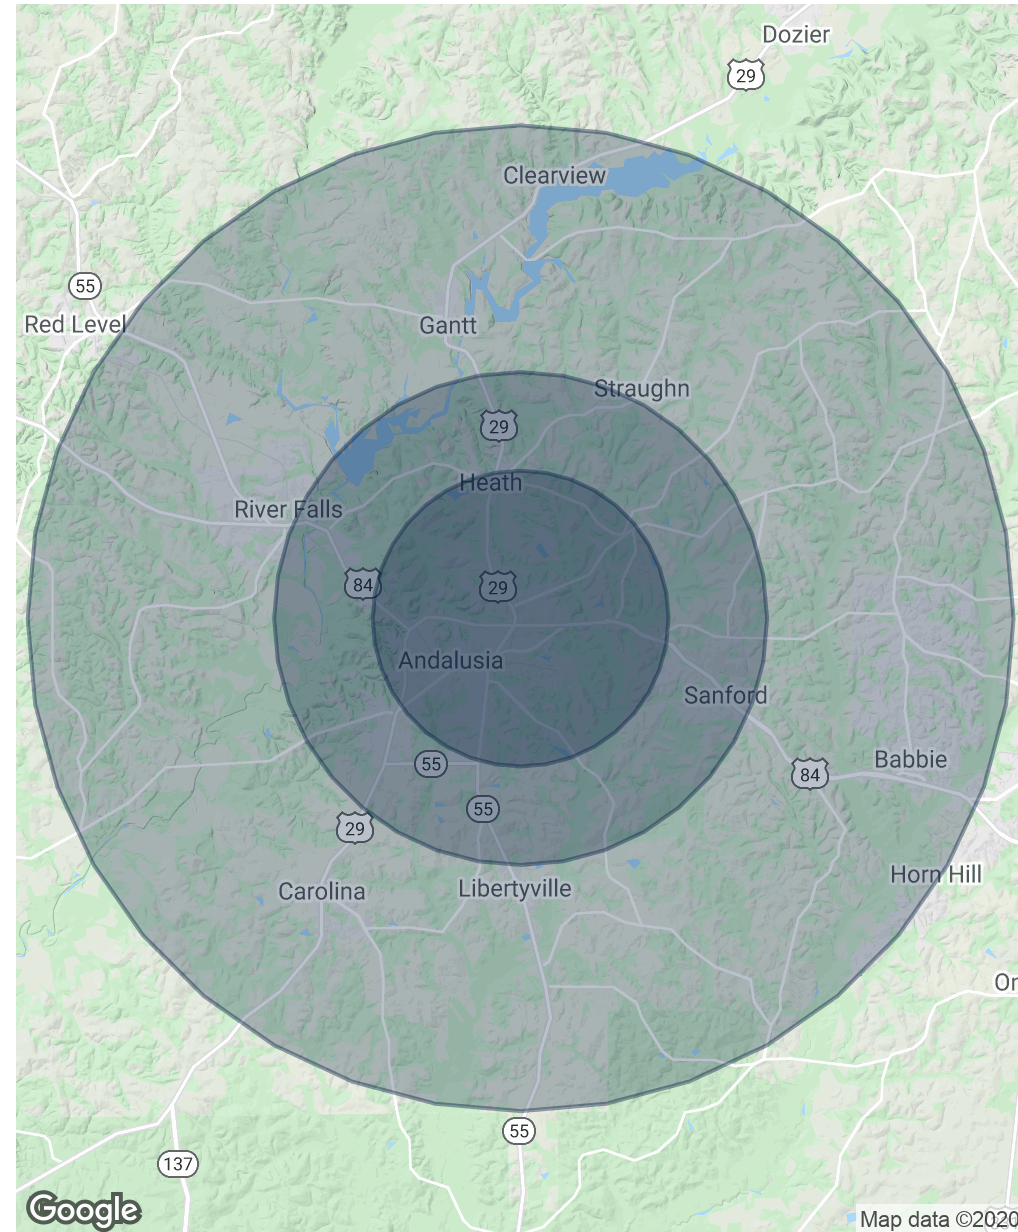 Dozier
29
Clearview
55
Red Level
Gantt
Straughn
29
Heath
River Falls
84
29
Andalusia
Sanford
55
Babbie
84
55
29
Horn Hill
Carolina
Libertyville
Or
55
137
Google
Map data ©2020